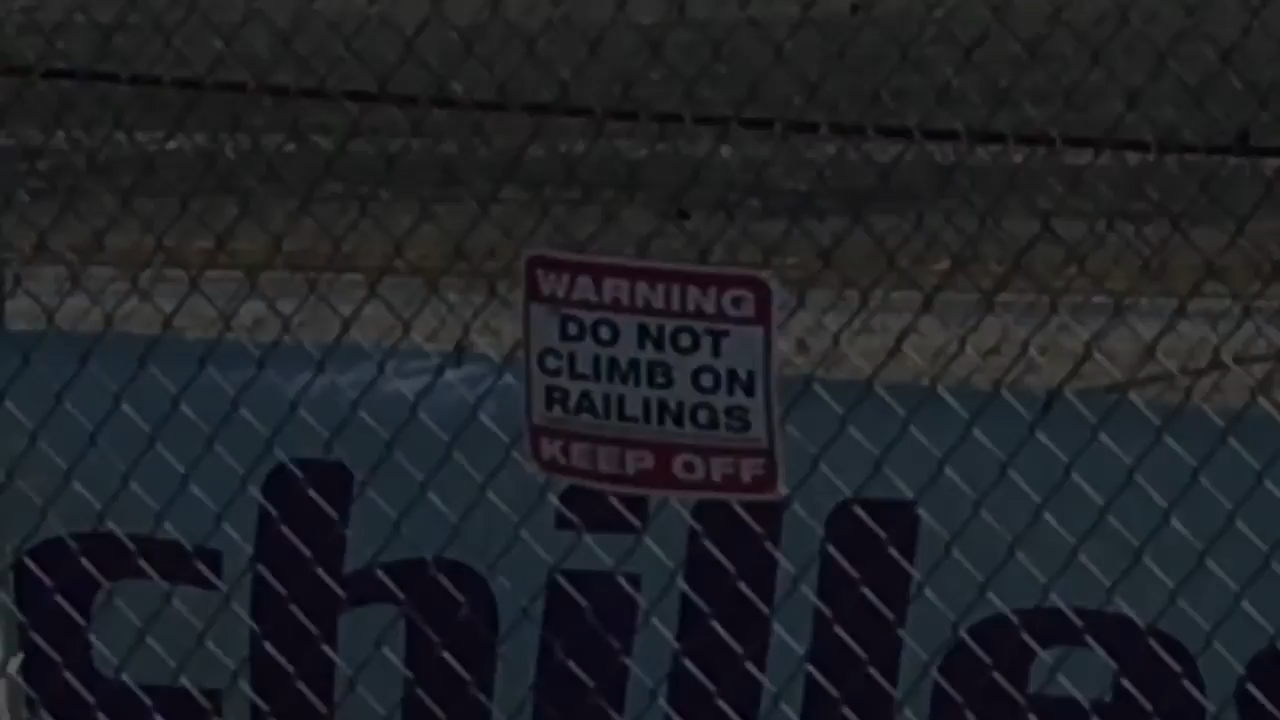 WARNING
DO NOT
CLIMB ON
RAILINGS
KEEP OFF